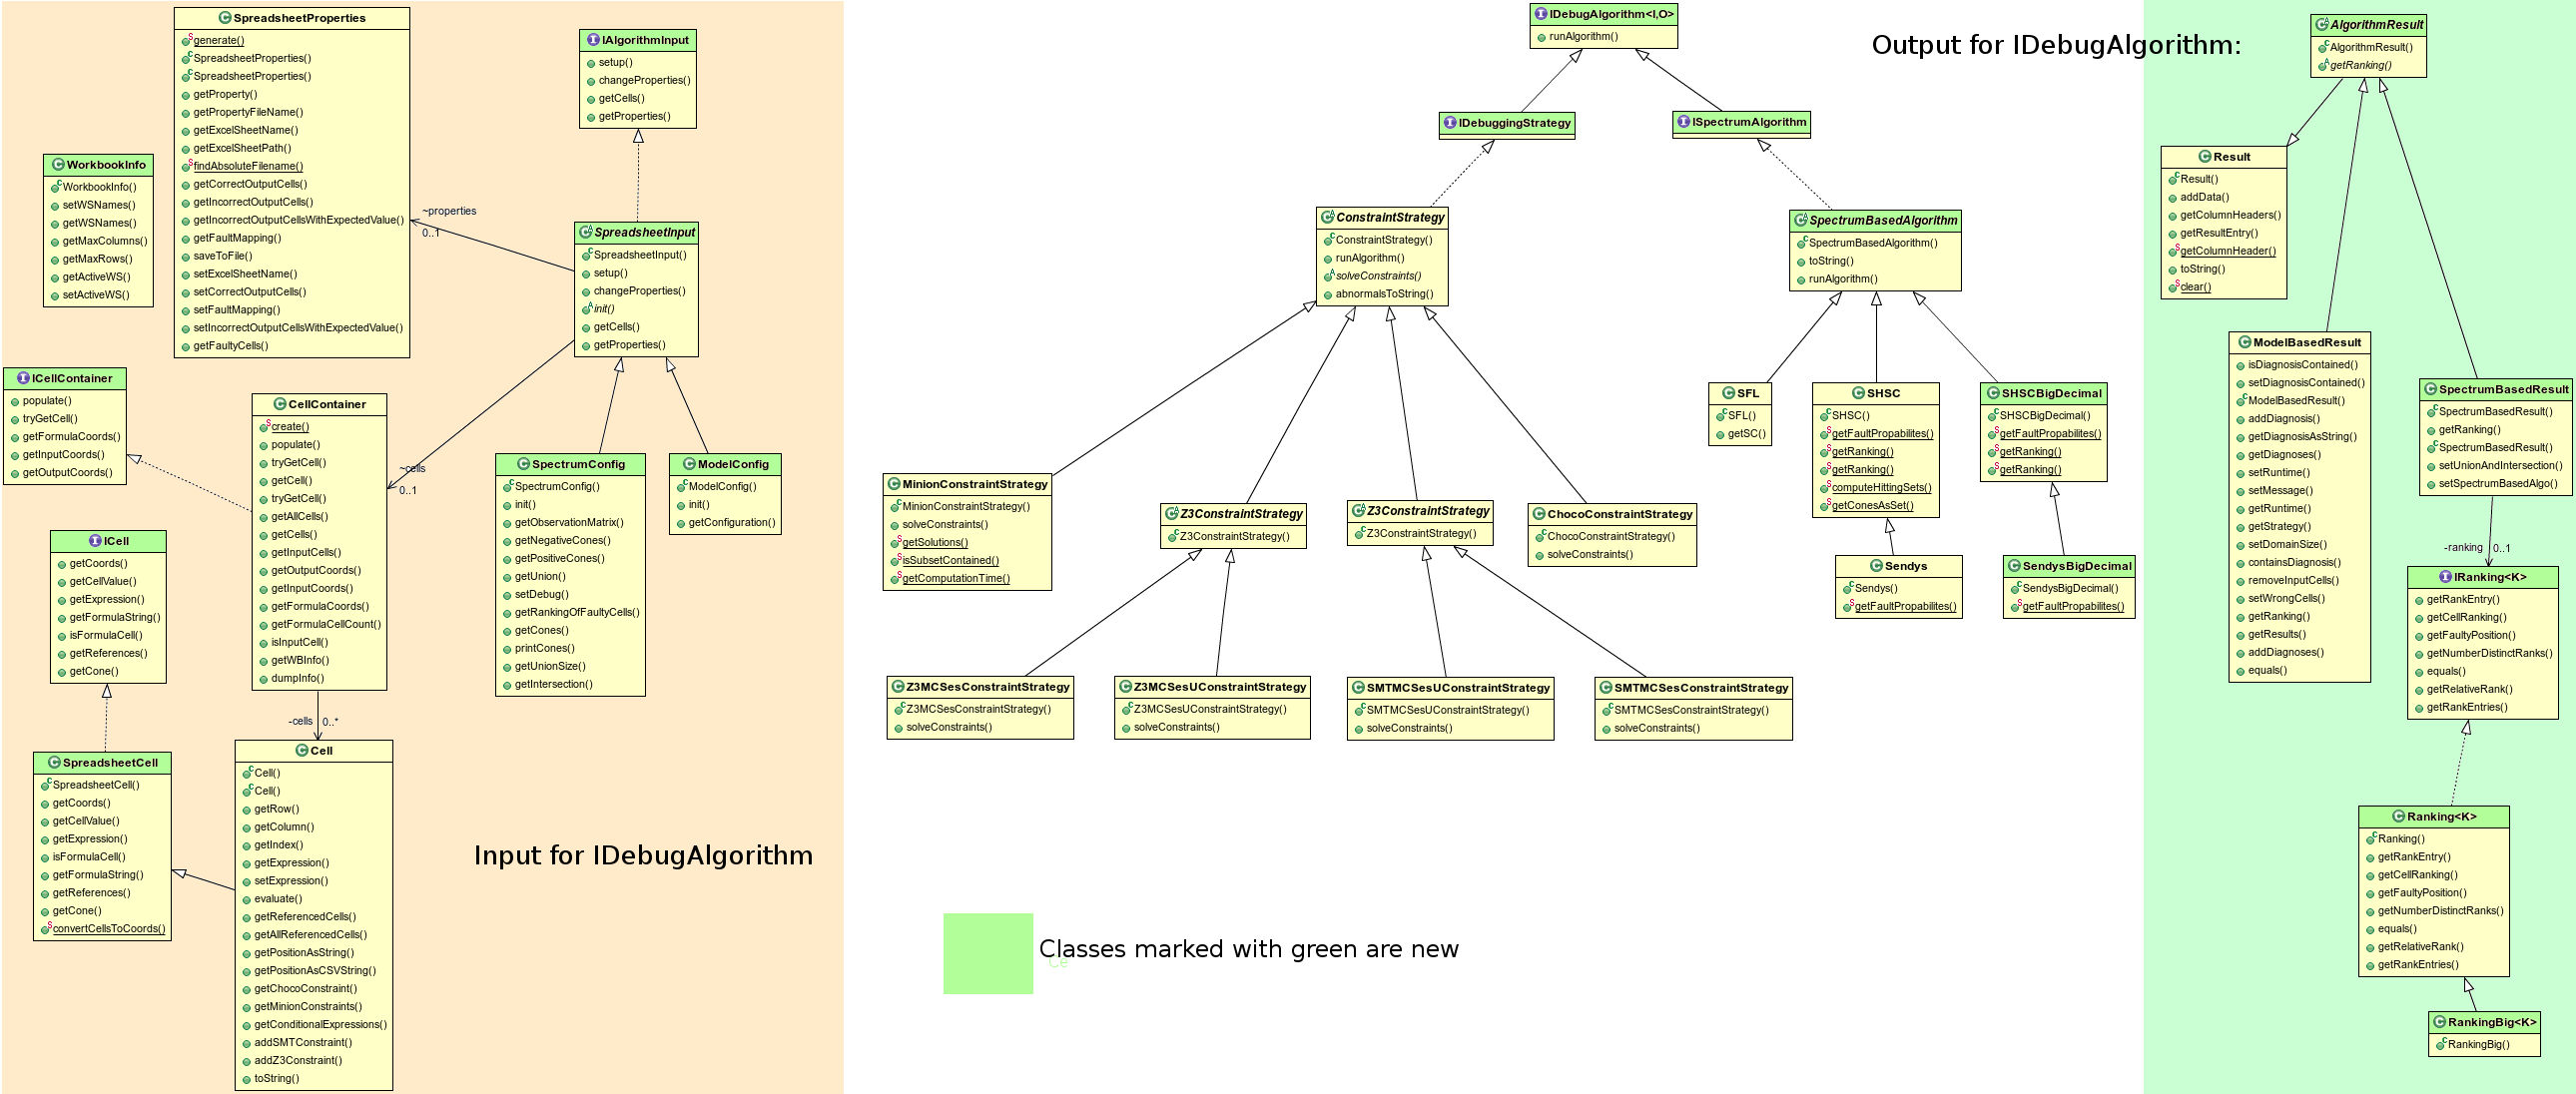 SpreadsheetProperties
generate()
SpreadsheetProperties()
SpreadsheetProperties()
getProperty()
getPropertyFileName()
getExcelSheetName()
getExcelSheetPath()
findAbsoluteFilename()
getCorrectOutputCells()
getIncorrectOutputCells()
getIncorrectOutputCellsWithExpectedValue()
getFaultMapping()
saveToFile()
setExcelSheetName()
setCorrectOutputCells()
setFaultMapping()
setIncorrectOutputCellsWithExpectedValue()
getFaultyCells()
IAlgorithmInput
setup()
changeProperties()
getCells()
getProperties()
WorkbookInfo
WorkbookInfo()
setWSNames()
getWSNames()
getMaxColumns()
getMaxRows()
getActiveWS()
setActiveWS()
~properties
0..1
SpreadsheetInput
SpreadsheetInput()
setup()
changeProperties()
init()
getCells()
getProperties()
ICellContainer
populate()
tryGetCell()
getFormulaCoords()
getInputCoords()
getOutputCoords()
CellContainer
create()
populate()
tryGetCell()
getCell()
tryGetCell()
getAllCells()
getCells()
getInputCells()
getOutputCoords()
getInputCoords()
getFormulaCoords()
getFormulaCellCount()
isInputCell()
getWBInfo()
dumpInfo()
~cells
0..1
SpectrumConfig
SpectrumConfig()
init()
getObservationMatrix()
getNegativeCones()
getPositiveCones()
getUnion()
setDebug()
getRankingOfFaultyCells()
getCones()
printCones()
getUnionSize()
getIntersection()
ModelConfig
ModelConfig()
init()
getConfiguration()
ICell
getCoords()
getCellValue()
getExpression()
getFormulaString()
isFormulaCell()
getReferences()
getCone()
-cells
0..*
SpreadsheetCell
SpreadsheetCell()
getCoords()
getCellValue()
getExpression()
isFormulaCell()
getFormulaString()
getReferences()
getCone()
convertCellsToCoords()
Cell
Cell()
Cell()
getRow()
getColumn()
getIndex()
getExpression()
setExpression()
evaluate()
getReferencedCells()
getAllReferencedCells()
getPositionAsString()
getPositionAsCSVString()
getChocoConstraint()
getMinionConstraints()
getConditionalExpressions()
addSMTConstraint()
addZ3Constraint()
toString()
Input for IDebugAlgorithm
IDebugAlgorithm<I,O>
runAlgorithm()
IDebuggingStrategy
ISpectrumAlgorithm
ConstraintStrategy
ConstraintStrategy()
runAlgorithm()
solveConstraints()
abnormalsToString()
SpectrumBasedAlgorithm
SpectrumBasedAlgorithm()
toString()
runAlgorithm()
SFL
SFL()
getSC()
SHSC
SHSC()
getFaultPropabilites()
getRanking()
getRanking()
computeHittingSets()
getConesAsSet()
SHSCBigDecimal
SHSCBigDecimal()
getFaultPropabilites()
getRanking()
getRanking()
MinionConstraintStrategy
MinionConstraintStrategy()
solveConstraints()
getSolutions()
isSubsetContained()
getComputationTime()
Z3ConstraintStrategy
Z3ConstraintStrategy()
Z3ConstraintStrategy
Z3ConstraintStrategy()
ChocoConstraintStrategy
ChocoConstraintStrategy()
solveConstraints()
Sendys
Sendys()
getFaultPropabilites()
SendysBigDecimal
SendysBigDecimal()
getFaultPropabilites()
Z3MCSesConstraintStrategy
Z3MCSesConstraintStrategy()
solveConstraints()
Z3MCSesUConstraintStrategy
Z3MCSesUConstraintStrategy()
solveConstraints()
SMTMCSesUConstraintStrategy
SMTMCSesUConstraintStrategy()
solveConstraints()
SMTMCSesConstraintStrategy
SMTMCSesConstraintStrategy()
solveConstraints()
Classes marked with green are new
Ce
Output for IDebugAlgorithm:
AlgorithmResult
AlgorithmResult()
getRanking()
Result
Result()
addData()
getColumnHeaders()
getResultEntry()
getColumnHeader()
toString()
clear()
ModelBasedResult
isDiagnosisContained()
setDiagnosisContained()
ModelBasedResult()
addDiagnosis()
getDiagnosisAsString()
getDiagnoses()
setRuntime()
setMessage()
getRuntime()
getStrategy()
setDomainSize()
containsDiagnosis()
removeInputCells()
setWrongCells()
getRanking()
getResults()
addDiagnoses()
equals()
SpectrumBasedResult
SpectrumBasedResult()
getRanking()
SpectrumBasedResult()
setUnionAndIntersection()
setSpectrumBasedAlgo()
-ranking
0..1
IRanking<K>
getRankEntry()
getCellRanking()
getFaultyPosition()
getNumberDistinctRanks()
equals()
getRelativeRank()
getRankEntries()
Ranking<K>
Ranking()
getRankEntry()
getCellRanking()
getFaultyPosition()
getNumberDistinctRanks()
equals()
getRelativeRank()
getRankEntries()
RankingBig<K>
RankingBig()